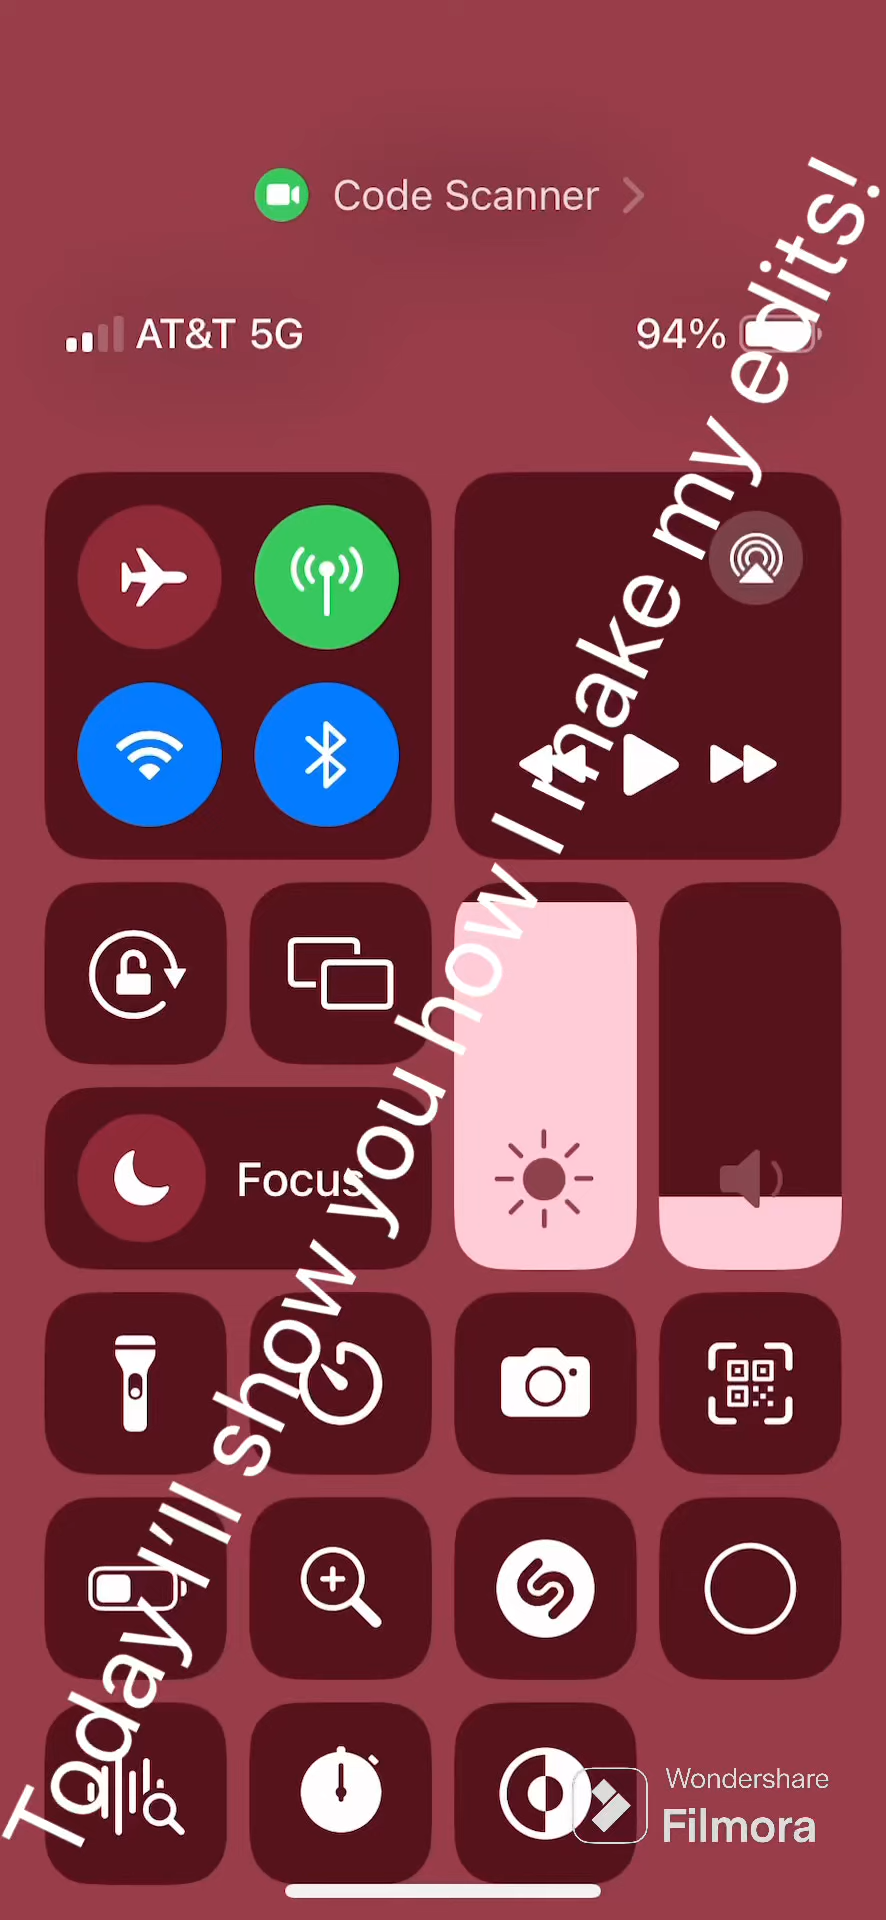 Code Scanner
AT&T 5G
94%
Today I'll show you how I make my edits!
Focus
Wondershare
Filmora